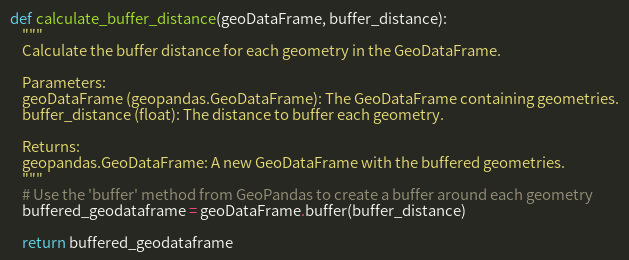 def calculate_buffer_distance(geoDataFrame, buffer_distance):
"""
Calculate the buffer distance for each geometry in the GeoDataFrame.
Parameters:
geoDataFrame (geopandas.GeoDataFrame): The GeoDataFrame containing geometries.
buffer_distance (float): The distance to buffer each geometry.
Returns:
geopandas.GeoDataFrame: A new GeoDataFrame with the buffered geometries.
"""
# Use the 'buffer' method from GeoPandas to create a buffer around each geometry
buffered_geodataframe = geoDataFrame.buffer(buffer_distance)
return buffered_geodataframe